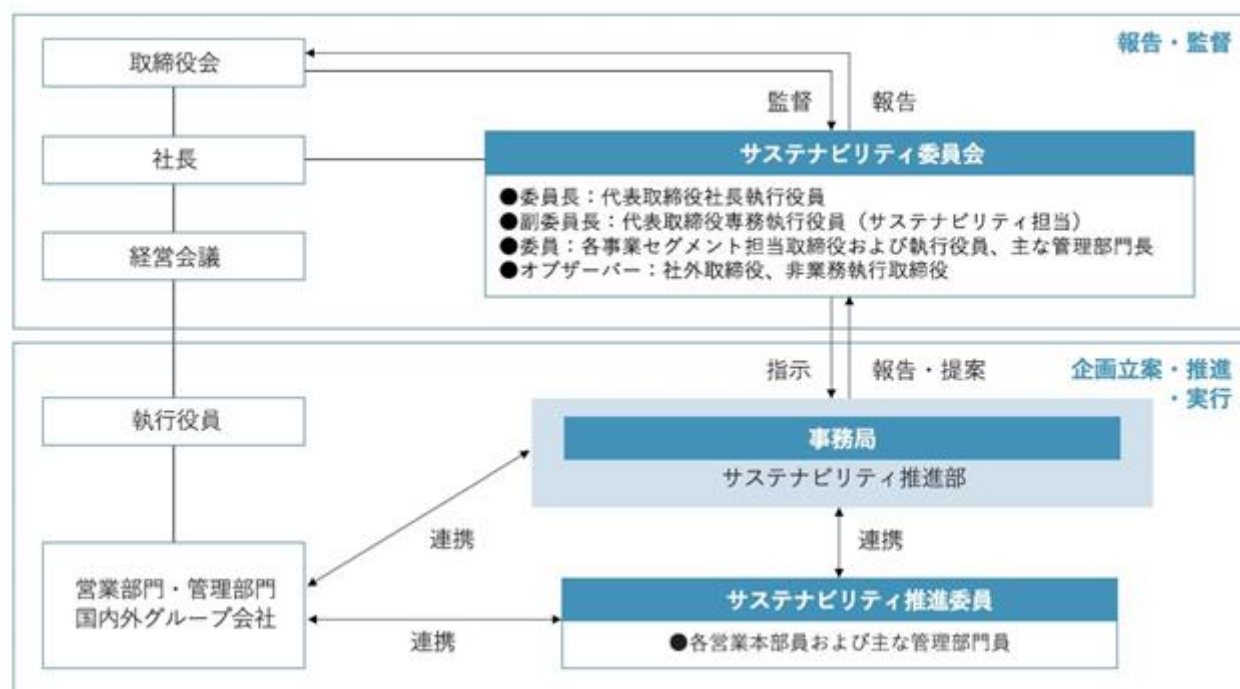 報告・監督
取締役会
監督
報告
社長
サステナビリティ委員会
●委員長：代表取締役社長執行役員
●副委員長：代表取締役専務執行役員（サステナビリティ担当）
●委員：各事業セグメント担当取締役および執行役員、主な管理部門長
●オブザーバー：社外取締役、非業務執行取締役
経営会議
指示
報告・提案
企画立案・推進
・実行
執行役員
事務局
サステナビリティ推進部
連携
連携
営業部門・管理部門
国内外グループ会社
連携
サステナビリティ推進委員
●各営業本部員および主な管理部門員